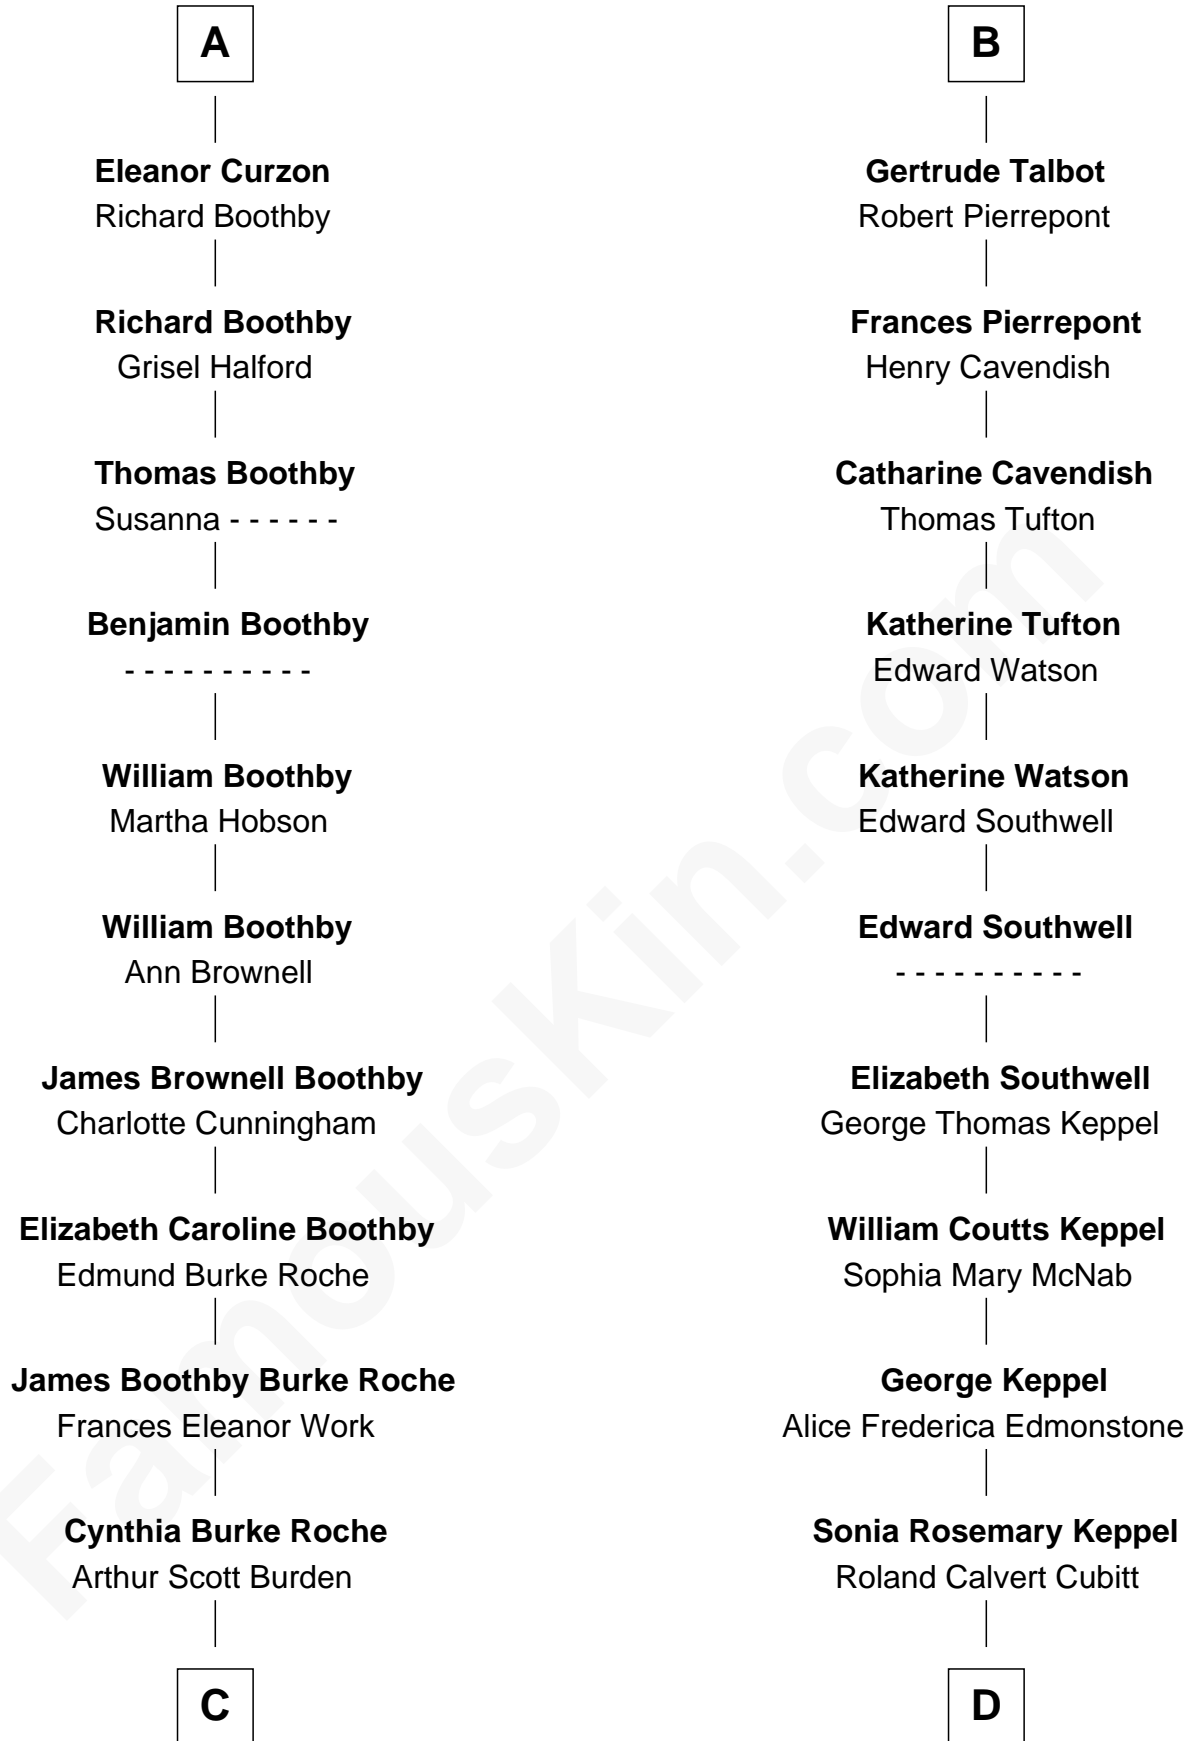 A
Eleanor Curzon
Richard Boothby
Richard Boothby
Grisel Halford
Thomas Boothby
Susanna - - - - - -
Benjamin Boothby
- - - - - - - - - -
William Boothby
Martha Hobson
William Boothby
Ann Brownell
James Brownell Boothby
Charlotte Cunningham
Elizabeth Caroline Boothby
Edmund Burke Roche
James Boothby Burke Roche
Frances Eleanor Work
Cynthia Burke Roche
Arthur Scott Burden
C
B
Gertrude Talbot
Robert Pierrepont
Frances Pierrepont
Henry Cavendish
Catharine Cavendish
Thomas Tufton
Katherine Tufton
Edward Watson
Katherine Watson
Edward Southwell
Edward Southwell
- - - - - - - - - -
Elizabeth Southwell
George Thomas Keppel
William Coutts Keppel
Sophia Mary McNab
George Keppel
Alice Frederica Edmonstone
Sonia Rosemary Keppel
Roland Calvert Cubitt
D
FamousKin.com